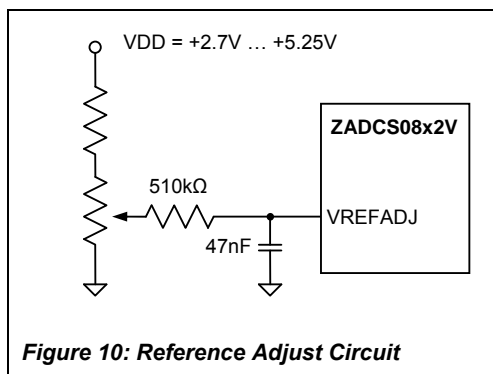 VDD = +2.7V … +5.25V
ZADCS08x2V
510kΩ
VREFADJ
47nF
Figure 10: Reference Adjust Circuit